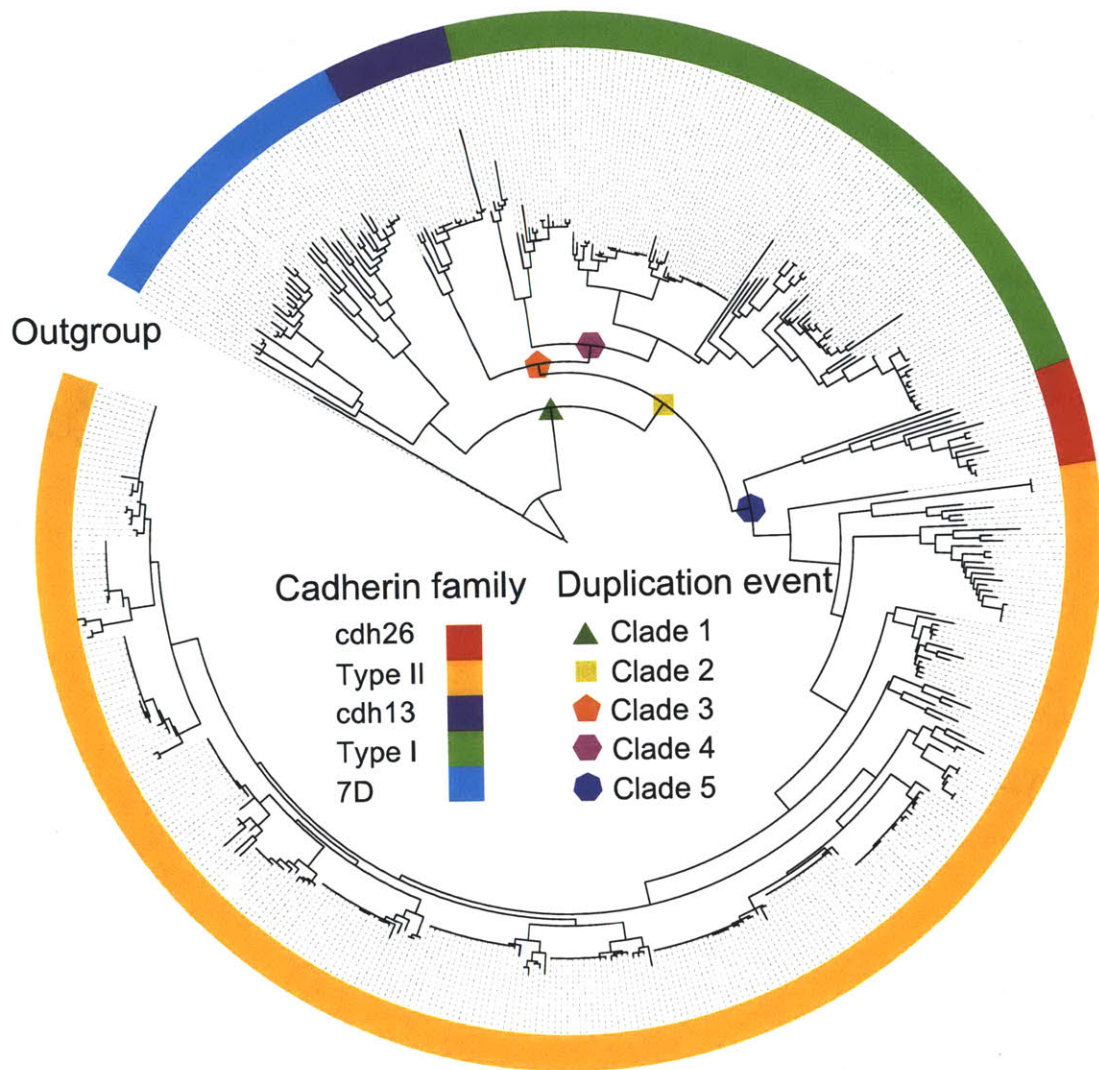 Outgroup
Cadherin family
cdh26
Type II
cdh13
Type I
7D
Duplication event
Clade 1
Clade 2
Clade 3
Clade 4
Clade 5